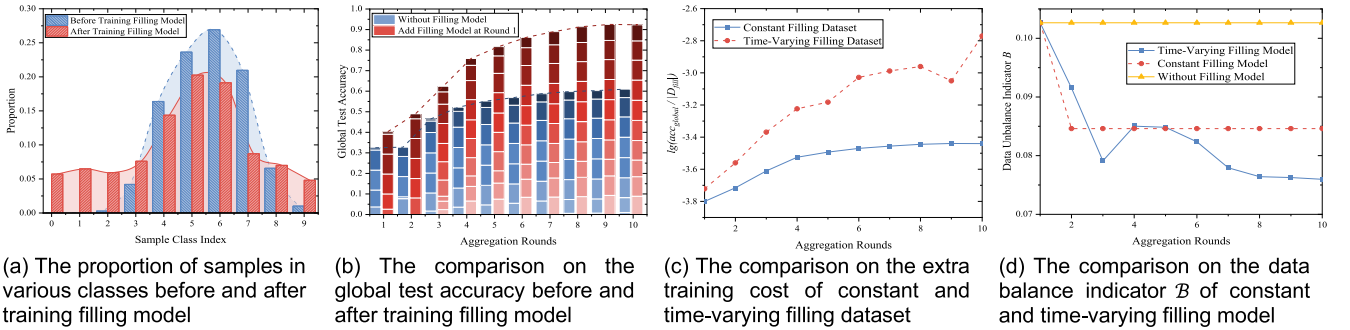 0.30
0.25
0.20
0.15
0.10
0.05
0.00
Proportion
Before Training Filling Model
After Training Filling Model
0 1 2 3 4 5 6 7 8 9
Sample Class Index
(a) The proportion of samples in
various classes before and after
training filling model
1.0
0.9
0.8
0.7
0.6
0.5
0.4
0.3
0.2
0.1
0.0
Global Test Accuracy
Without Filling Model
Add Filling Model at Round 1
1 2 3 4 5 6 7 8 9 10
Aggregation Rounds
(b) The comparison on the
global test accuracy before and
after training filling model
-2.6
-2.8
-3.0
-3.2
-3.4
-3.6
-3.8
lg(acc_global / |D_fill|)
Constant Filling Dataset
Time-Varying Filling Dataset
2 4 6 8 10
Aggregation Rounds
(c) The comparison on the extra
training cost of constant and
time-varying filling dataset
0.10
0.09
0.08
0.07
Data Unbalance Indicator B
Time-Varying Filling Model
Constant Filling Model
Without Filling Model
2 4 6 8 10
Aggregation Rounds
(d) The comparison on the data
balance indicator ℬ of constant
and time-varying filling model